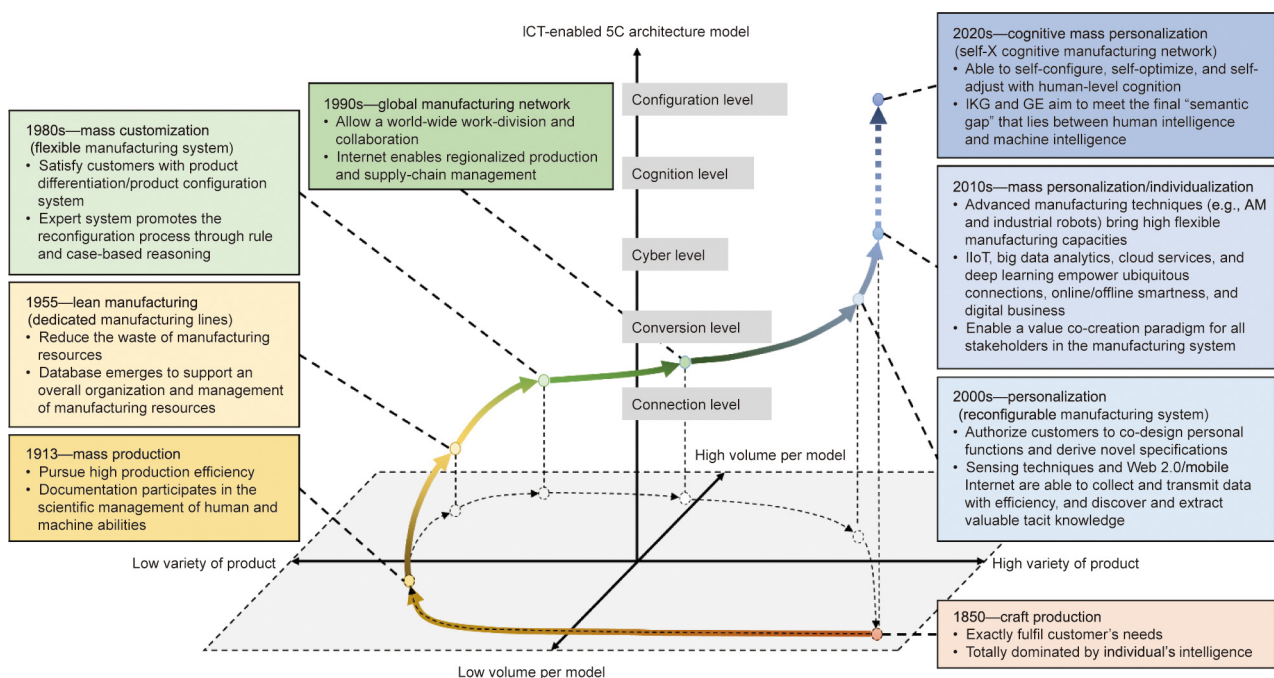 ICT-enabled 5C architecture model
Configuration level
Cognition level
Cyber level
Conversion level
Connection level
High volume per model
Low volume per model
Low variety of product
High variety of product
1990s—global manufacturing network
• Allow a world-wide work-division and
collaboration
• Internet enables regionalized production
and supply-chain management
1980s—mass customization
(flexible manufacturing system)
• Satisfy customers with product
differentiation/product configuration
system
• Expert system promotes the
reconfiguration process through rule
and case-based reasoning
1955—lean manufacturing
(dedicated manufacturing lines)
• Reduce the waste of manufacturing
resources
• Database emerges to support an
overall organization and management
of manufacturing resources
1913—mass production
• Pursue high production efficiency
• Documentation participates in the
scientific management of human and
machine abilities
2020s—cognitive mass personalization
(self-X cognitive manufacturing network)
• Able to self-configure, self-optimize, and self-
adjust with human-level cognition
• IKG and GE aim to meet the final “semantic
gap” that lies between human intelligence
and machine intelligence
2010s—mass personalization/individualization
• Advanced manufacturing techniques (e.g., AM
and industrial robots) bring high flexible
manufacturing capacities
• IIoT, big data analytics, cloud services, and
deep learning empower ubiquitous
connections, online/offline smartness, and
digital business
• Enable a value co-creation paradigm for all
stakeholders in the manufacturing system
2000s—personalization
(reconfigurable manufacturing system)
• Authorize customers to co-design personal
functions and derive novel specifications
• Sensing techniques and Web 2.0/mobile
Internet are able to collect and transmit data
with efficiency, and discover and extract
valuable tacit knowledge
1850—craft production
• Exactly fulfil customer’s needs
• Totally dominated by individual’s intelligence